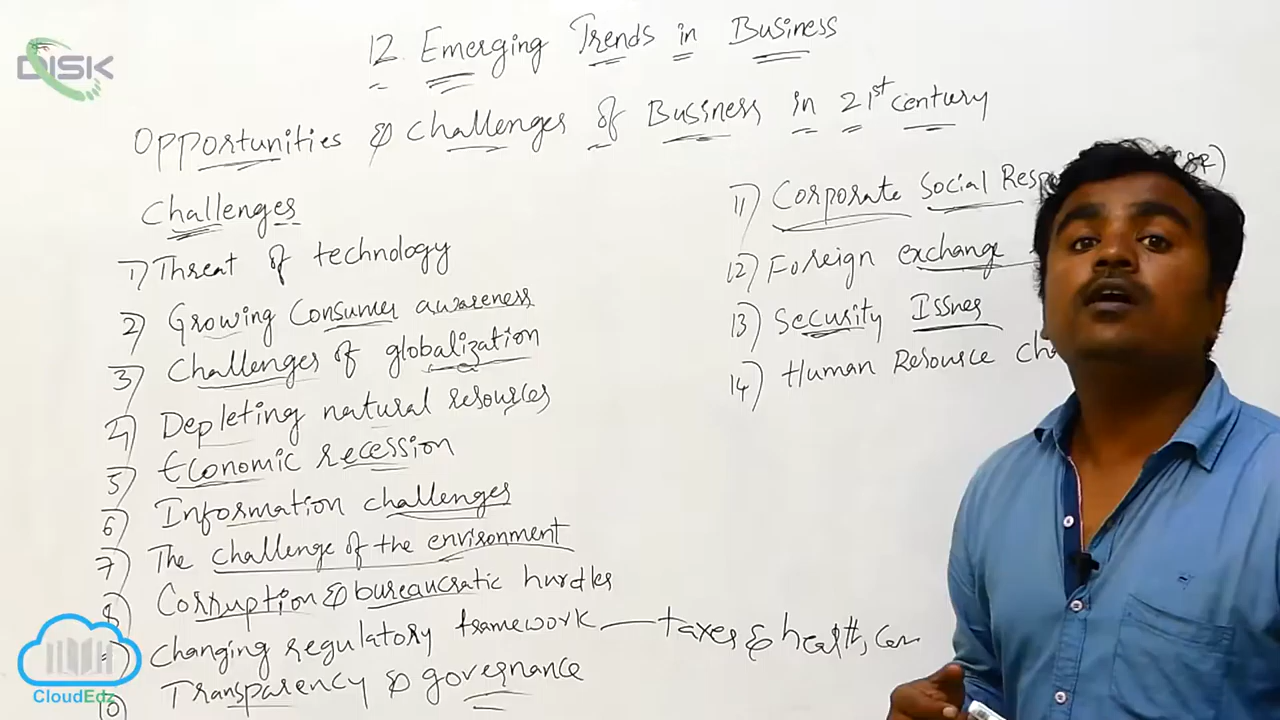 DISK
12. Emerging Trends in Business
Opportunities & Challenges of Business in 21st century
Challenges
1) Threat of technology
2) Growing Consumer awareness
3) Challenges of globalization
4) Depleting natural resources
5) Economic recession
6) Information challenges
7) The challenge of the environment
8 Corruption & bureaucratic hurdles
changing regulatory framework — taxes & health, Com
10 Transparency & governance
11) Corporate Social Resp
12) Foreign exchange
13) Security Issues
14) Human Resource Cha
CloudEdz